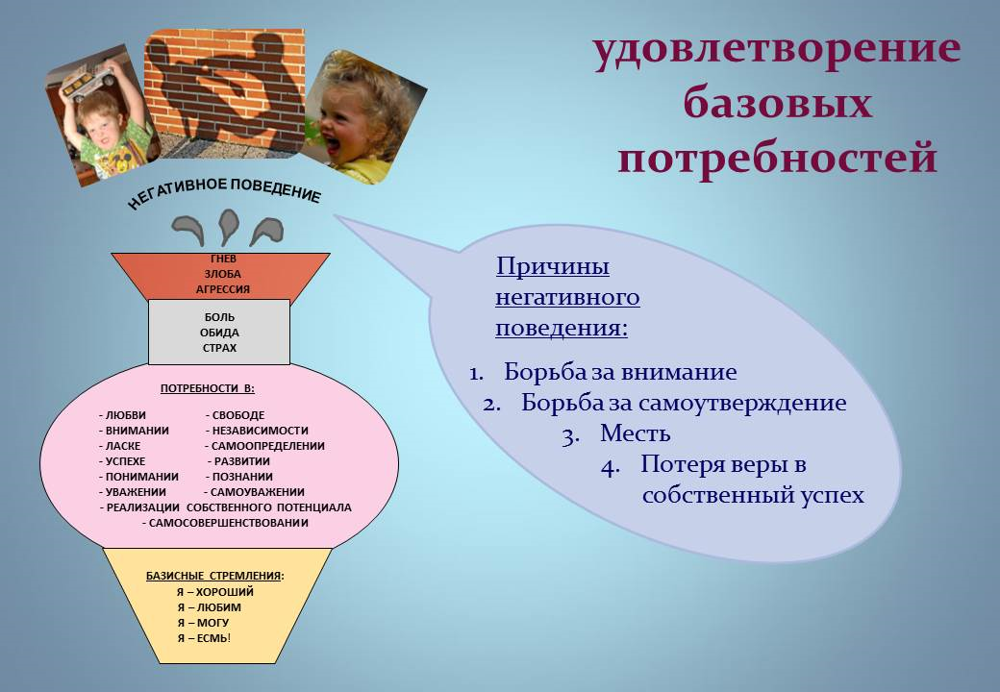 удовлетворение
базовых
потребностей
НЕГАТИВНОЕ ПОВЕДЕНИЕ
ГНЕВ
ЗЛОБА
АГРЕССИЯ
БОЛЬ
ОБИДА
СТРАХ
ПОТРЕБНОСТИ В:
- ЛЮБВИ - СВОБОДЕ
- ВНИМАНИИ - НЕЗАВИСИМОСТИ
- ЛАСКЕ - САМООПРЕДЕЛЕНИИ
- УСПЕХЕ - РАЗВИТИИ
- ПОНИМАНИИ - ПОЗНАНИИ
- УВАЖЕНИИ - САМОУВАЖЕНИИ
- РЕАЛИЗАЦИИ СОБСТВЕННОГО ПОТЕНЦИАЛА
- САМОСОВЕРШЕНСТВОВАНИИ
БАЗИСНЫЕ СТРЕМЛЕНИЯ:
Я – ХОРОШИЙ
Я – ЛЮБИМ
Я – МОГУ
Я – ЕСМЬ!
Причины
негативного
поведения:
1. Борьба за внимание
2. Борьба за самоутверждение
3. Месть
4. Потеря веры в
собственный успех